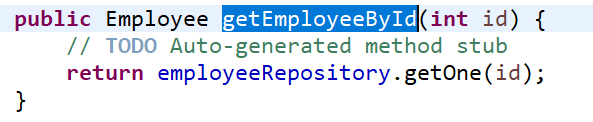 public Employee getEmployeeById(int id) {
// TODO Auto-generated method stub
return employeeRepository.getOne(id);
}